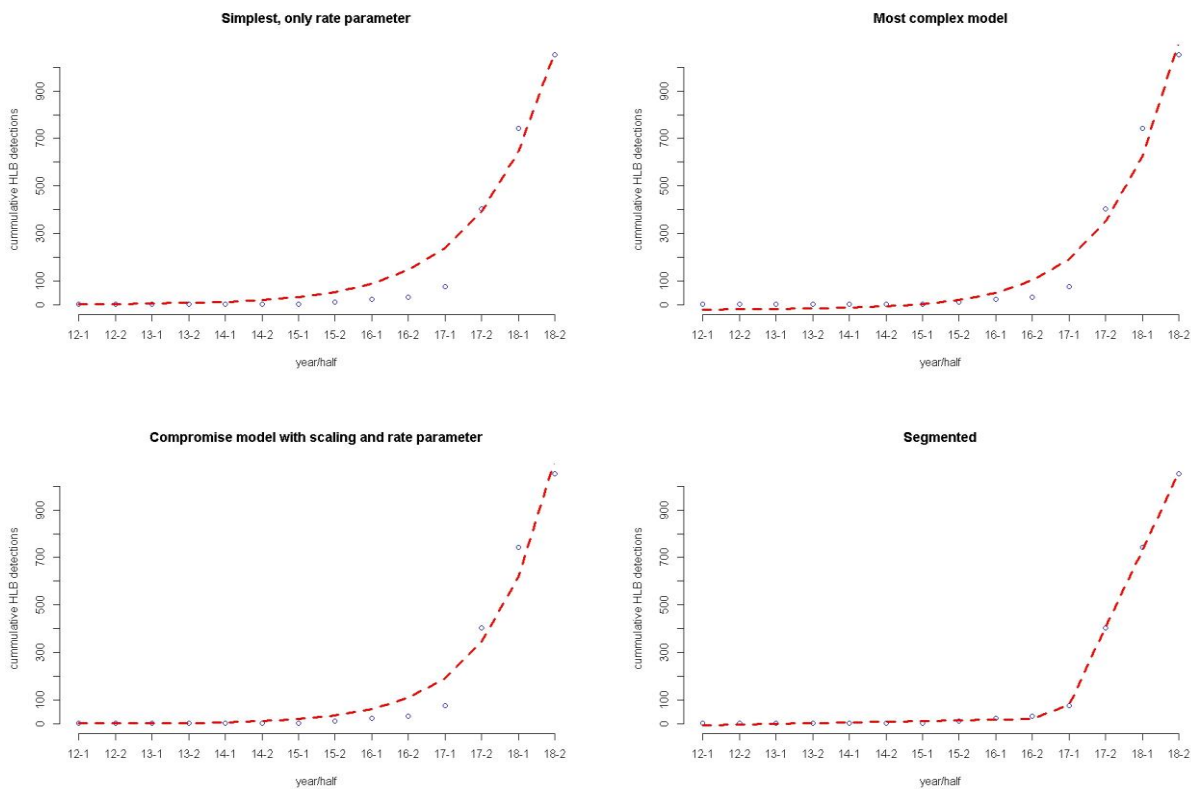 Simplest, only rate parameter
cummulative HLB detections
900
700
500
300
100
0
12-1 12-2 13-1 13-2 14-1 14-2 15-1 15-2 16-1 16-2 17-1 17-2 18-1 18-2
year/half
Most complex model
cummulative HLB detections
900
700
500
300
100
0
12-1 12-2 13-1 13-2 14-1 14-2 15-1 15-2 16-1 16-2 17-1 17-2 18-1 18-2
year/half
Compromise model with scaling and rate parameter
cummulative HLB detections
900
700
500
300
100
0
12-1 12-2 13-1 13-2 14-1 14-2 15-1 15-2 16-1 16-2 17-1 17-2 18-1 18-2
year/half
Segmented
cummulative HLB detections
900
700
500
300
100
0
12-1 12-2 13-1 13-2 14-1 14-2 15-1 15-2 16-1 16-2 17-1 17-2 18-1 18-2
year/half